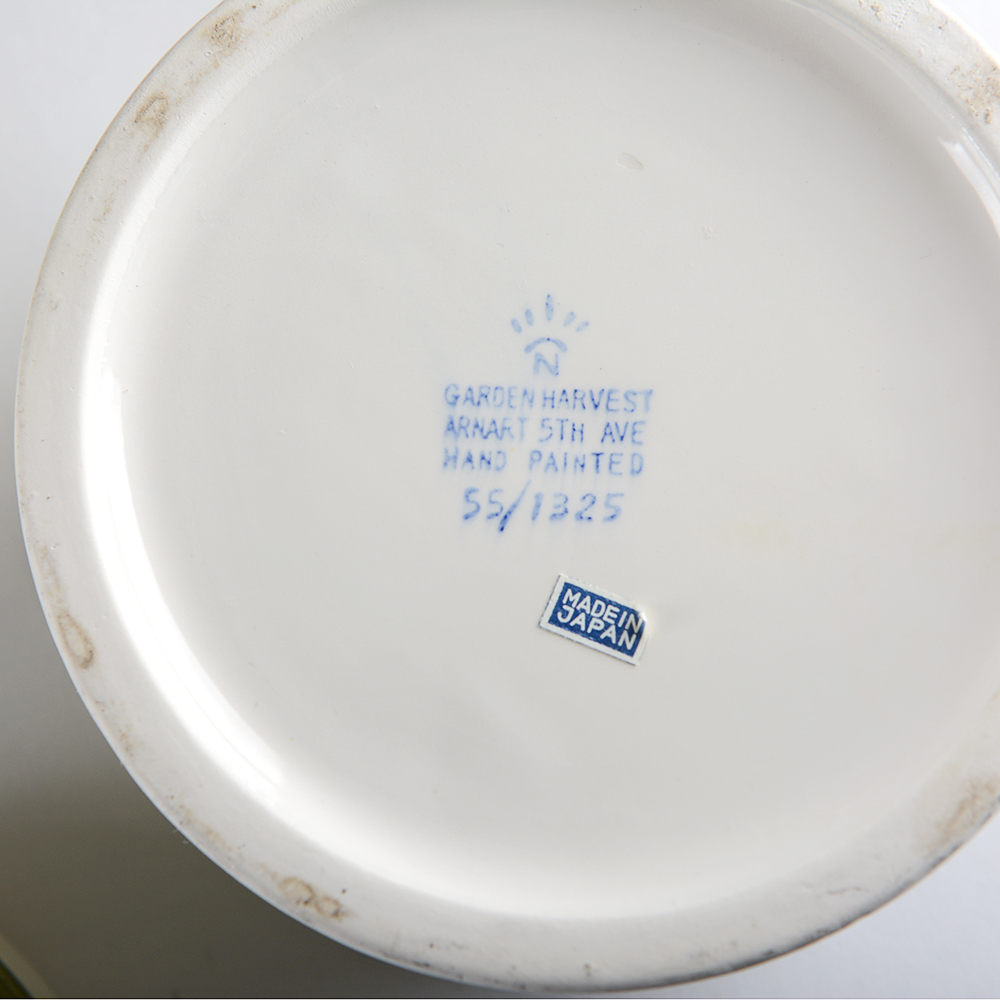 N
GARDEN HARVEST
ARNART 5TH AVE
HAND PAINTED
55/1325
MADE IN
JAPAN